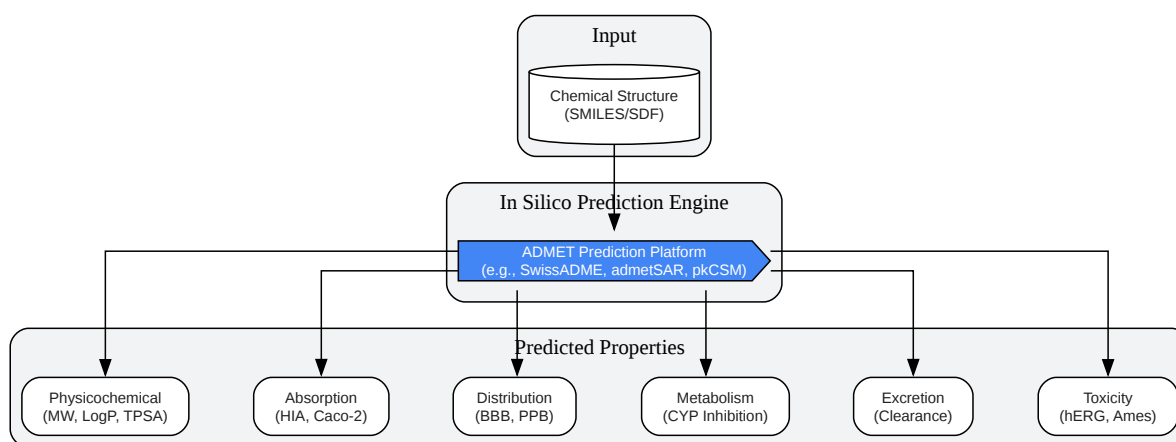 Input
Chemical Structure
(SMILES/SDF)
In Silico Prediction Engine
ADMET Prediction Platform
(e.g., SwissADME, admetSAR, pkCSM)
Predicted Properties
Physicochemical
(MW, LogP, TPSA)
Absorption
(HIA, Caco-2)
Distribution
(BBB, PPB)
Metabolism
(CYP Inhibition)
Excretion
(Clearance)
Toxicity
(hERG, Ames)